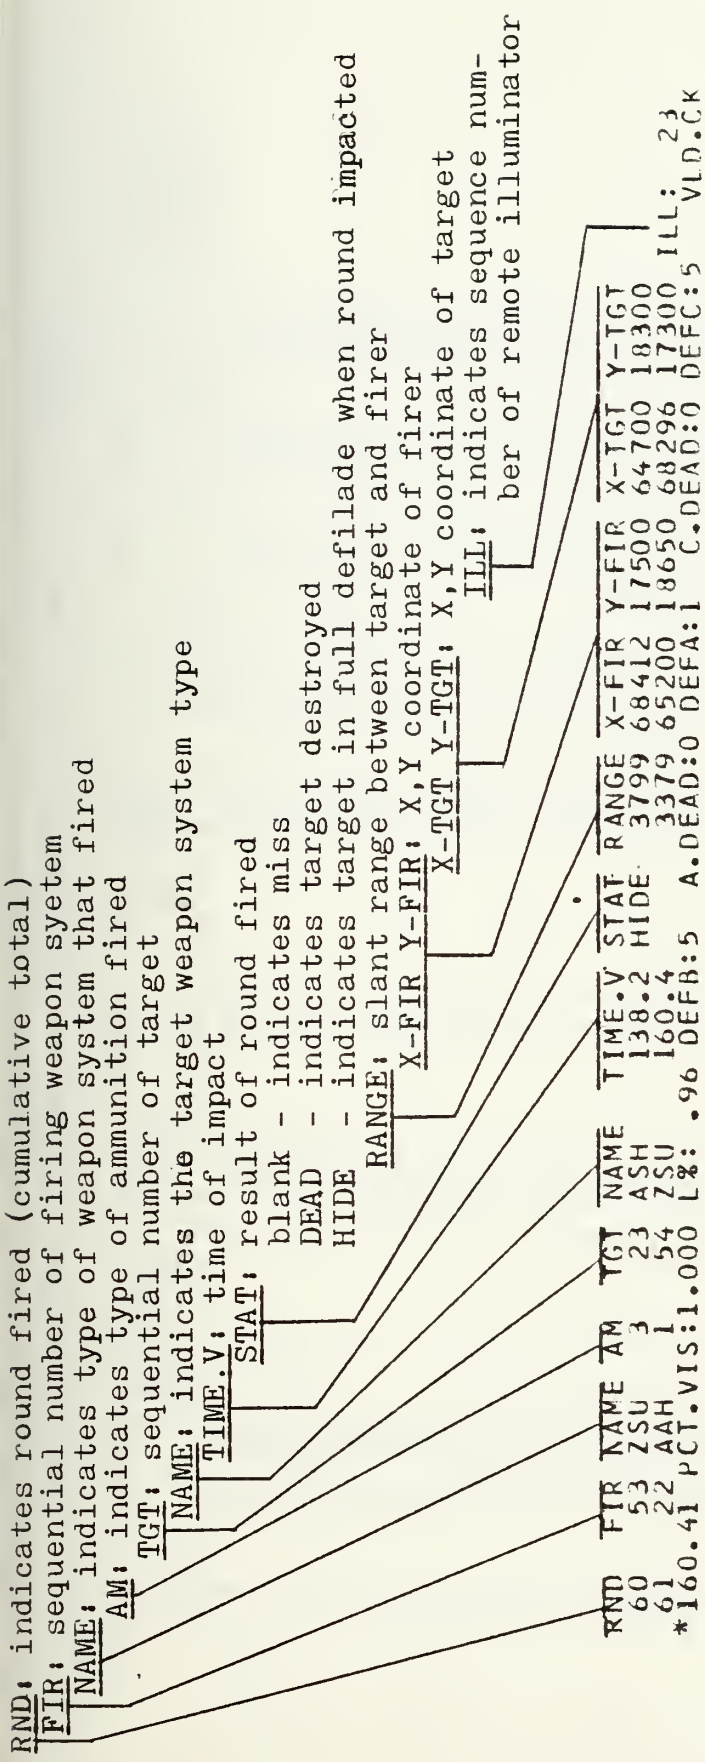 RND: indicates round fired (cumulative total)
FIR: sequential number of firing weapon syetem
NAME: indicates type of weapon system that fired
AM: indicates type of ammunition fired
TGT: sequential number of target
NAME: indicates the target weapon system type
TIME.V: time of impact
STAT: result of round fired
blank - indicates miss
DEAD - indicates target destroyed
HIDE - indicates target in full defilade when round impacted
RANGE: slant range between target and firer
X-FIR Y-FIR: X,Y coordinate of firer
X-TGT Y-TGT: X,Y coordinate of target
ILL: indicates sequence num-
ber of remote illuminator
RND FIR NAME AM TGT NAME TIME.V STAT RANGE X-FIR Y-FIR X-TGT Y-TGT
60 53 ZSU 3 23 ASH 138.2 HIDE 3799 68412 17500 64700 18300
61 22 AAH 1 54 ZSU 160.4 3379 65200 18650 68296 17300 ILL: 23
*160.41 PCT.VIS:1.000 L%: .96 DEFB:5 A.DEAD:0 DEFA:1 C.DEAD:0 DEFC:5 VLD.CK